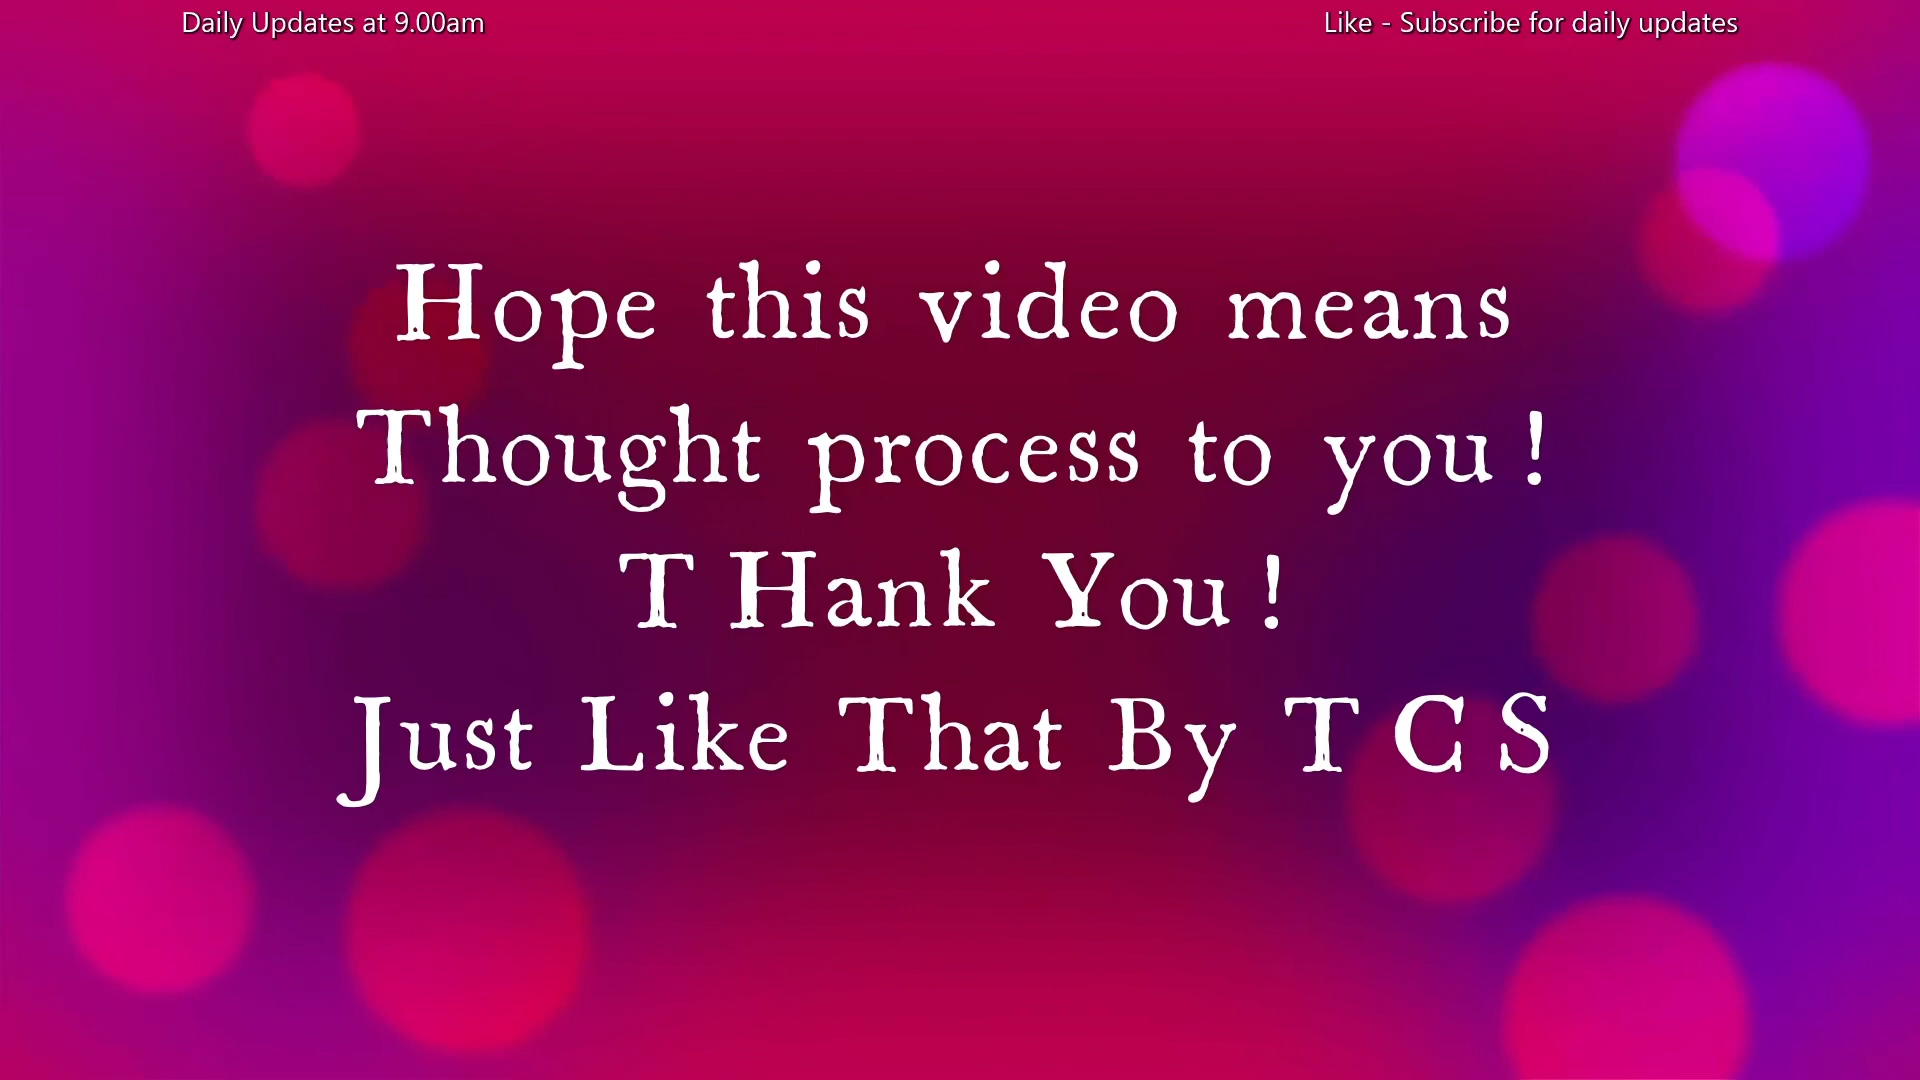 Daily Updates at 9.00am
Like - Subscribe for daily updates
Hope this video means
Thought process to you !
T Hank You !
Just Like That By T C S